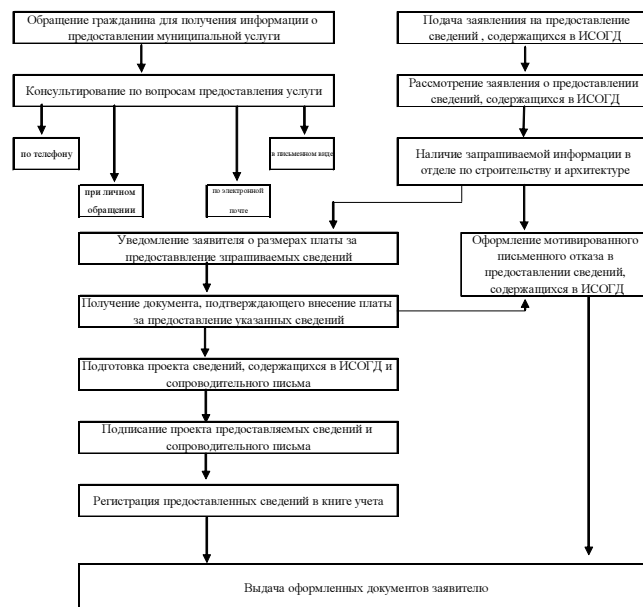 Обращение гражданина для получения информации о
предоставлении муниципальной услуги
Консультирование по вопросам предоставления услуги
по телефону
при личном
обращении
по электронной
почте
в письменном виде
Подача заявлениия на предоставление
сведений , содержащихся в ИСОГД
Рассмотрение заявления о предоставлении
сведений, содержащихся в ИСОГД
Наличие запрашиваемой информации в
отделе по строительству и архитектуре
Уведомление заявителя о размерах платы за
предоставление зпрашиваемых сведений
Оформление мотивированного
письменного отказа в
предоставлении сведений,
содержащихся в ИСОГД
Получение документа, подтверждающего внесение платы
за предоставление указанных сведений
Подготовка проекта сведений, содержащихся в ИСОГД и
сопроводительного письма
Подписание проекта предоставляемых сведений и
сопроводительного письма
Регистрация предоставленных сведений в книге учета
Выдача оформленных документов заявителю